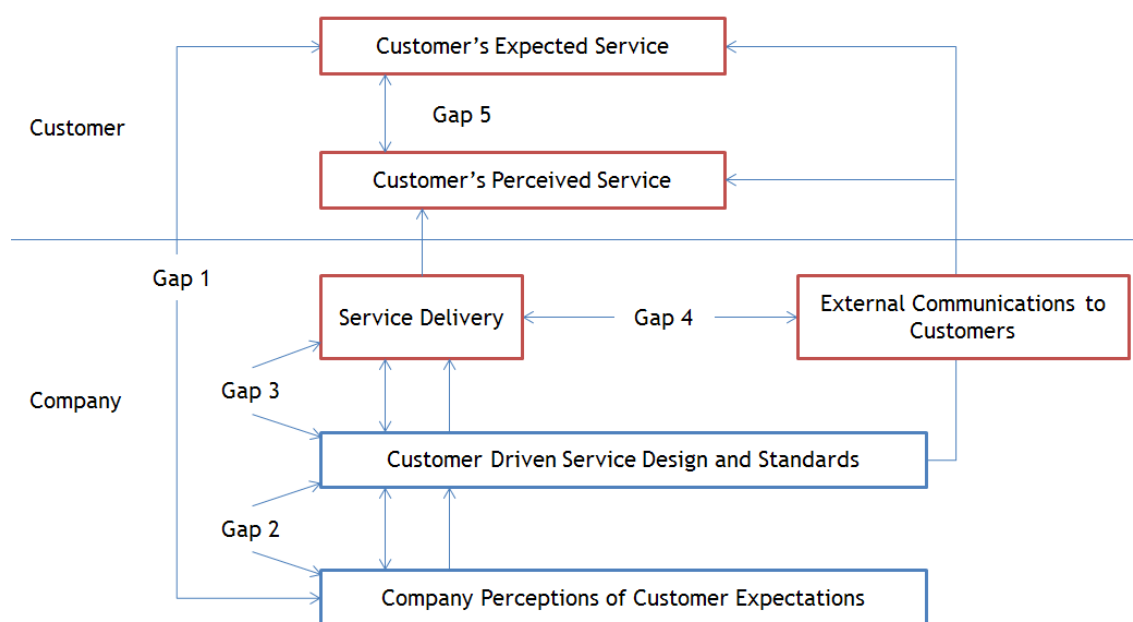 Customer’s Expected Service
Gap 5
Customer
Customer’s Perceived Service
Gap 1
Service Delivery
Gap 4
External Communications to
Customers
Gap 3
Company
Customer Driven Service Design and Standards
Gap 2
Company Perceptions of Customer Expectations